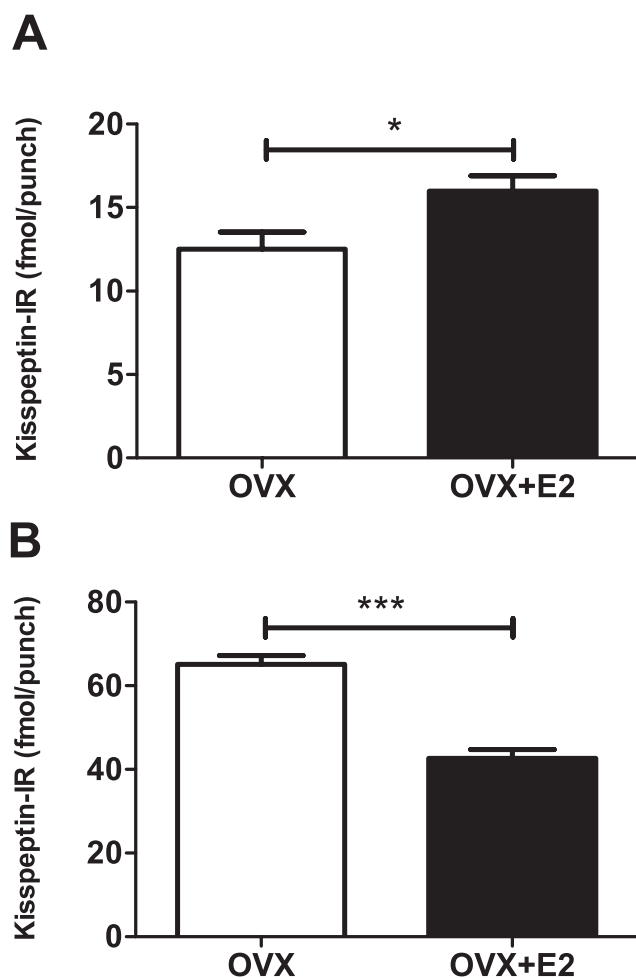 A
Kisspeptin-IR (fmol/punch)
20
15
10
5
0
*
OVX
OVX+E2
B
Kisspeptin-IR (fmol/punch)
80
60
40
20
0
***
OVX
OVX+E2